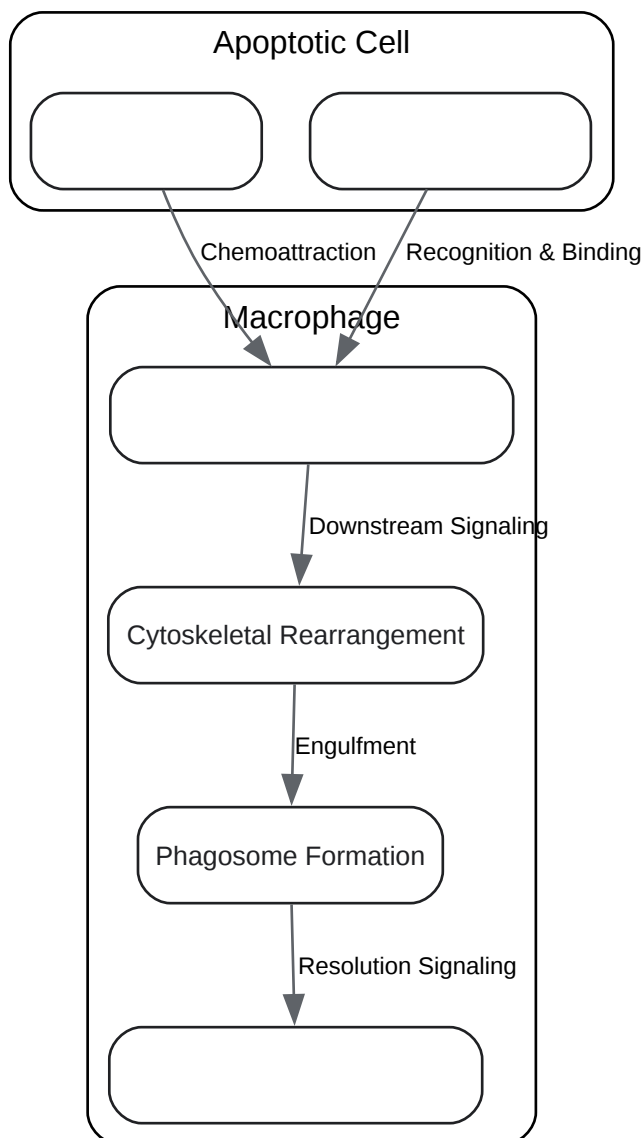 Apoptotic Cell
Chemoattraction
Recognition & Binding
Macrophage
Downstream Signaling
Cytoskeletal Rearrangement
Engulfment
Phagosome Formation
Resolution Signaling